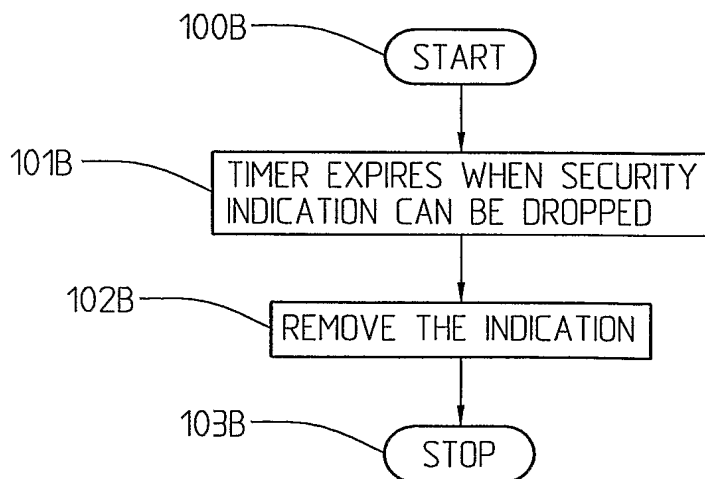 100B
START
101B
TIMER EXPIRES WHEN SECURITY
INDICATION CAN BE DROPPED
102B
REMOVE THE INDICATION
103B
STOP